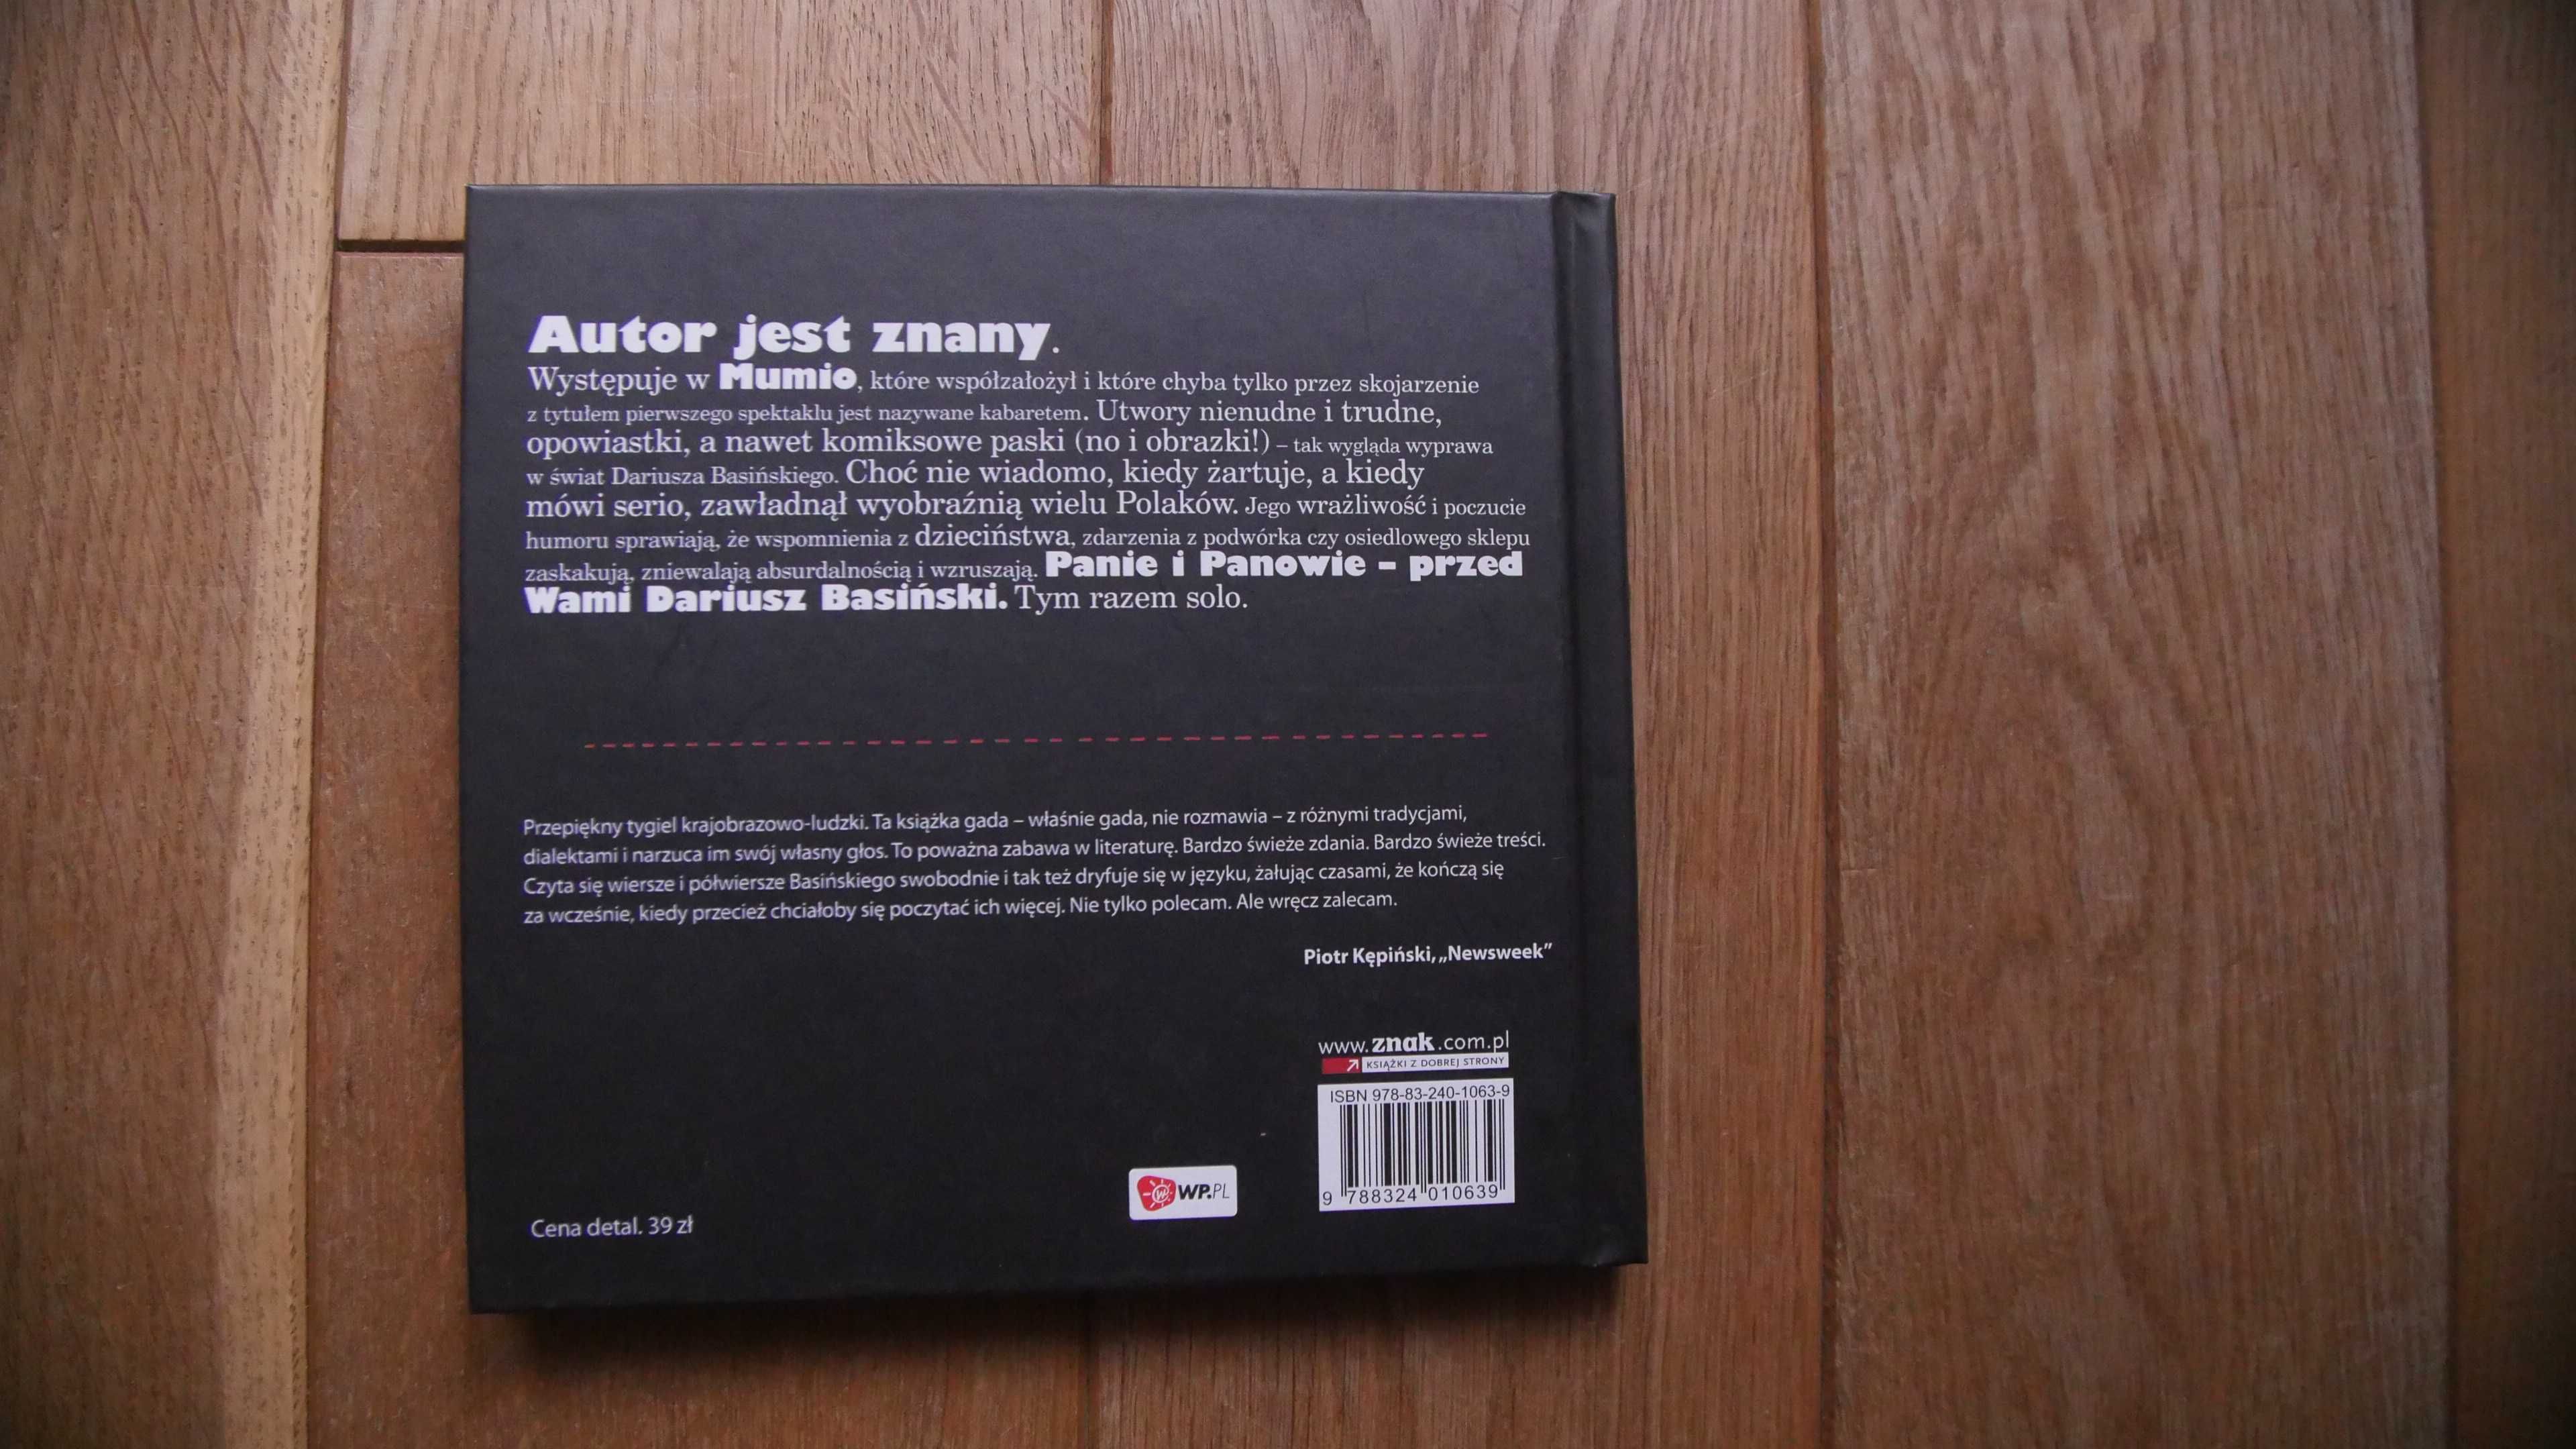 Autor jest znany.
Występuje w Mumio, które współzałożył i które chyba tylko przez skojarzenie
z tytułem pierwszego spektaklu jest nazywane kabaretem. Utwory nienudne i trudne,
opowiastki, a nawet komiksowe paski (no i obrazki!) – tak wygląda wyprawa
w świat Dariusza Basińskiego. Choć nie wiadomo, kiedy żartuje, a kiedy
mówi serio, zawładnął wyobraźnią wielu Polaków. Jego wrażliwość i poczucie
humoru sprawiają, że wspomnienia z dzieciństwa, zdarzenia z podwórka czy osiedlowego sklepu
zaskakują, zniewalają absurdalnością i wzruszają. Panie i Panowie – przed
Wami Dariusz Basiński. Tym razem solo.
Przepiękny tygiel krajobrazowo-ludzki. Ta książka gada – właśnie gada, nie rozmawia – z różnymi tradycjami,
dialektami i narzuca im swój własny głos. To poważna zabawa w literaturę. Bardzo świeże zdania. Bardzo świeże treści.
Czyta się wiersze i półwiersze Basińskiego swobodnie i tak też dryfuje się w języku, żałując czasami, że kończą się
za wcześnie, kiedy przecież chciałoby się poczytać ich więcej. Nie tylko polecam. Ale wręcz zalecam.
Piotr Kępiński, „Newsweek”
www.znak.com.pl
KSIĄŻKI Z DOBREJ STRONY
ISBN 978-83-240-1063-9
9 788324 010639
WP.PL
Cena detal. 39 zł